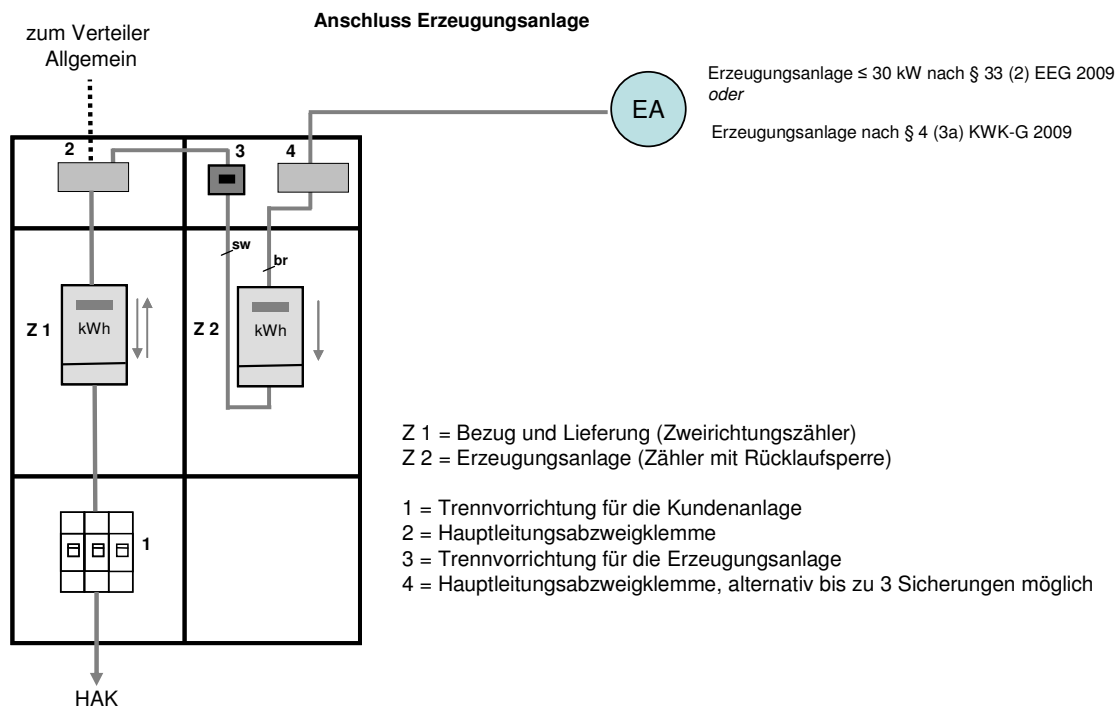 Anschluss Erzeugungsanlage
zum Verteiler
Allgemein
EA
Erzeugungsanlage ≤ 30 kW nach § 33 (2) EEG 2009
oder
Erzeugungsanlage nach § 4 (3a) KWK-G 2009
2
3
4
sw
br
Z 1
kWh
Z 2
kWh
Z 1 = Bezug und Lieferung (Zweirichtungszähler)
Z 2 = Erzeugungsanlage (Zähler mit Rücklaufsperre)
1 = Trennvorrichtung für die Kundenanlage
2 = Hauptleitungsabzweigklemme
3 = Trennvorrichtung für die Erzeugungsanlage
4 = Hauptleitungsabzweigklemme, alternativ bis zu 3 Sicherungen möglich
1
HAK